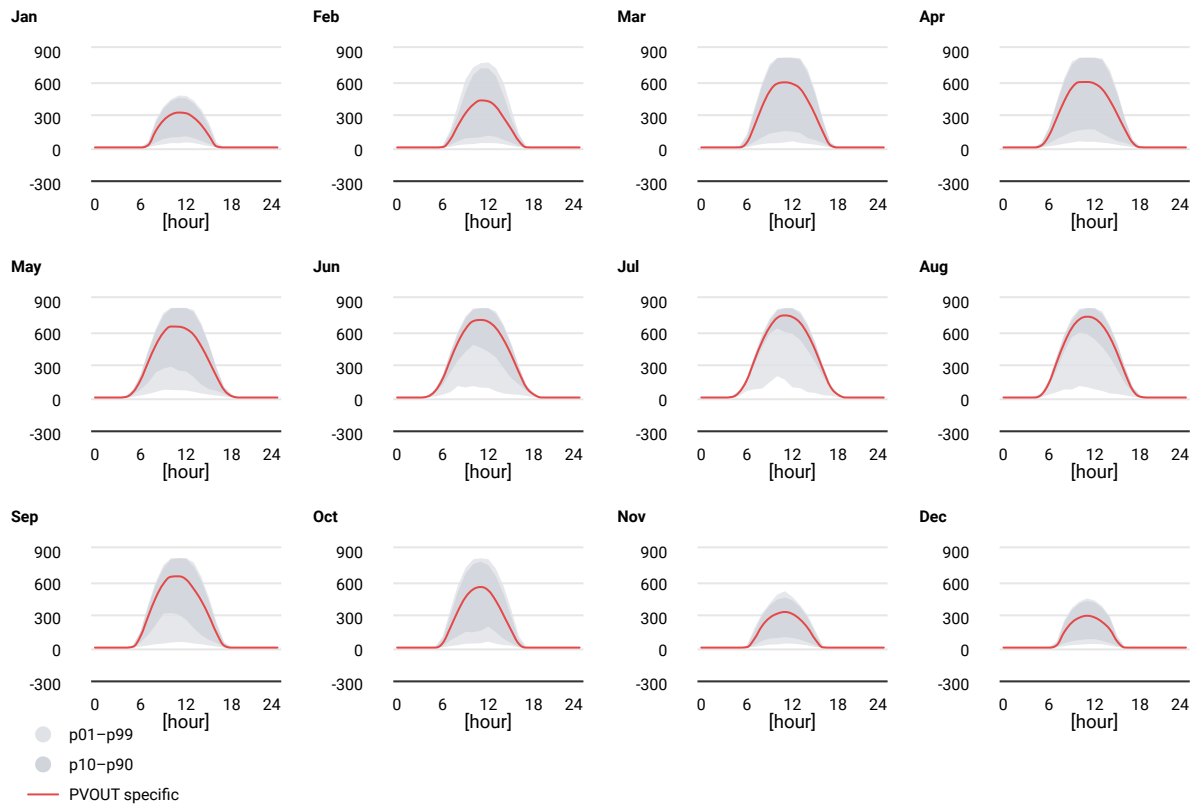 Jan Feb Mar Apr
900 900 900 900
600 600 600 600
300 300 300 300
0 0 0 0
-300 -300 -300 -300
0 6 12 18 24 0 6 12 18 24 0 6 12 18 24 0 6 12 18 24
[hour] [hour] [hour] [hour]
May Jun Jul Aug
900 900 900 900
600 600 600 600
300 300 300 300
0 0 0 0
-300 -300 -300 -300
0 6 12 18 24 0 6 12 18 24 0 6 12 18 24 0 6 12 18 24
[hour] [hour] [hour] [hour]
Sep Oct Nov Dec
900 900 900 900
600 600 600 600
300 300 300 300
0 0 0 0
-300 -300 -300 -300
0 6 12 18 24 0 6 12 18 24 0 6 12 18 24 0 6 12 18 24
[hour] [hour] [hour] [hour]
p01–p99
p10–p90
PVOUT specific